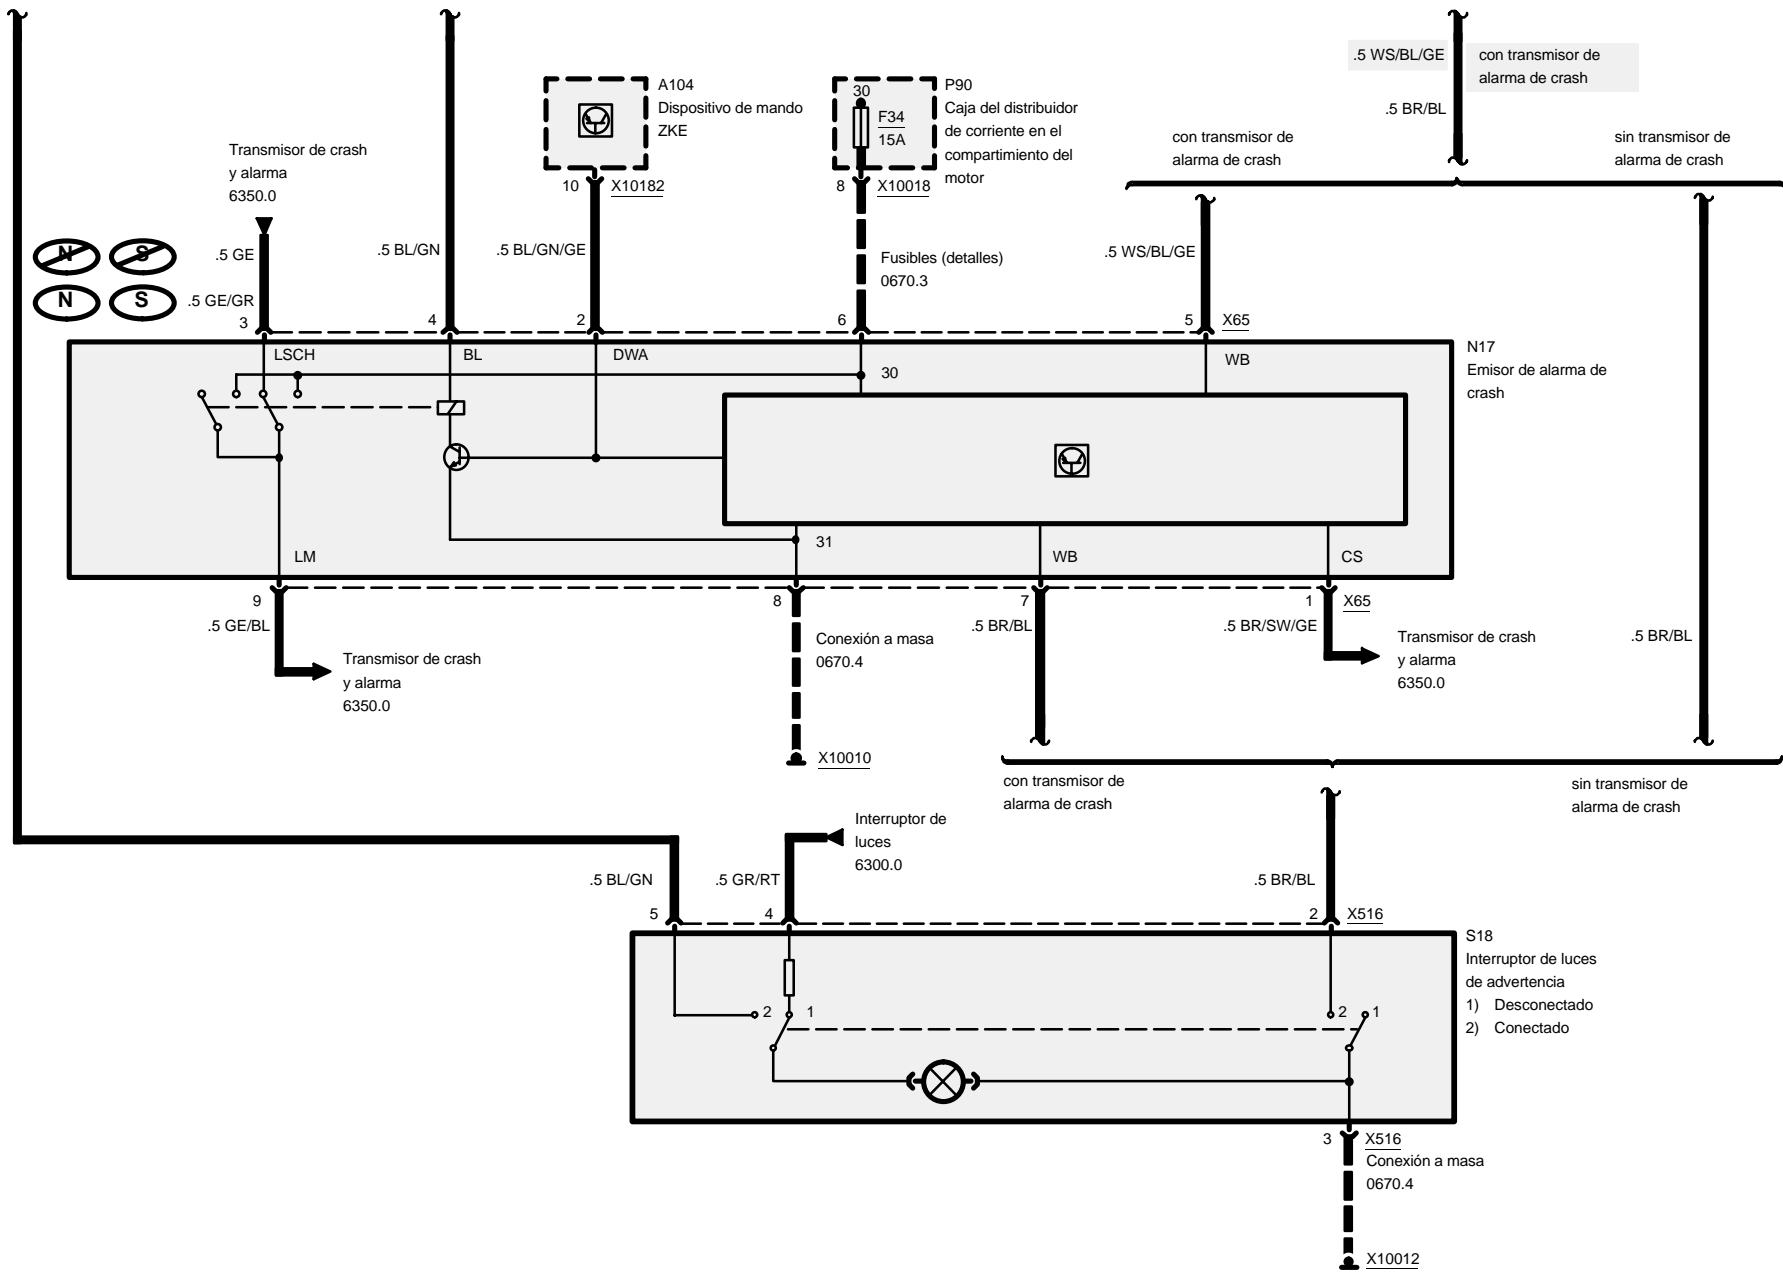 .5 WS/BL/GE
con transmisor de
alarma de crash
.5 BR/BL
A104
Dispositivo de mando
ZKE
10
X10182
P90
Caja del distribuidor
de corriente en el
compartimiento del
motor
30
F34
15A
8
X10018
con transmisor de
alarma de crash
sin transmisor de
alarma de crash
Transmisor de crash
y alarma
6350.0
N
S
N
S
.5 GE
.5 GE/GR
.5 BL/GN
.5 BL/GN/GE
Fusibles (detalles)
0670.3
.5 WS/BL/GE
3
4
2
6
5
X65
N17
Emisor de alarma de
crash
LSCH
BL
DWA
30
WB
LM
31
WB
CS
9
8
7
1
X65
.5 GE/BL
Transmisor de crash
y alarma
6350.0
Conexión a masa
0670.4
X10010
.5 BR/BL
.5 BR/SW/GE
Transmisor de crash
y alarma
6350.0
.5 BR/BL
con transmisor de
alarma de crash
sin transmisor de
alarma de crash
Interruptor de
luces
6300.0
.5 BL/GN
.5 GR/RT
.5 BR/BL
5
4
2
X516
S18
Interruptor de luces
de advertencia
1) Desconectado
2) Conectado
2
1
2
1
3
X516
Conexión a masa
0670.4
X10012